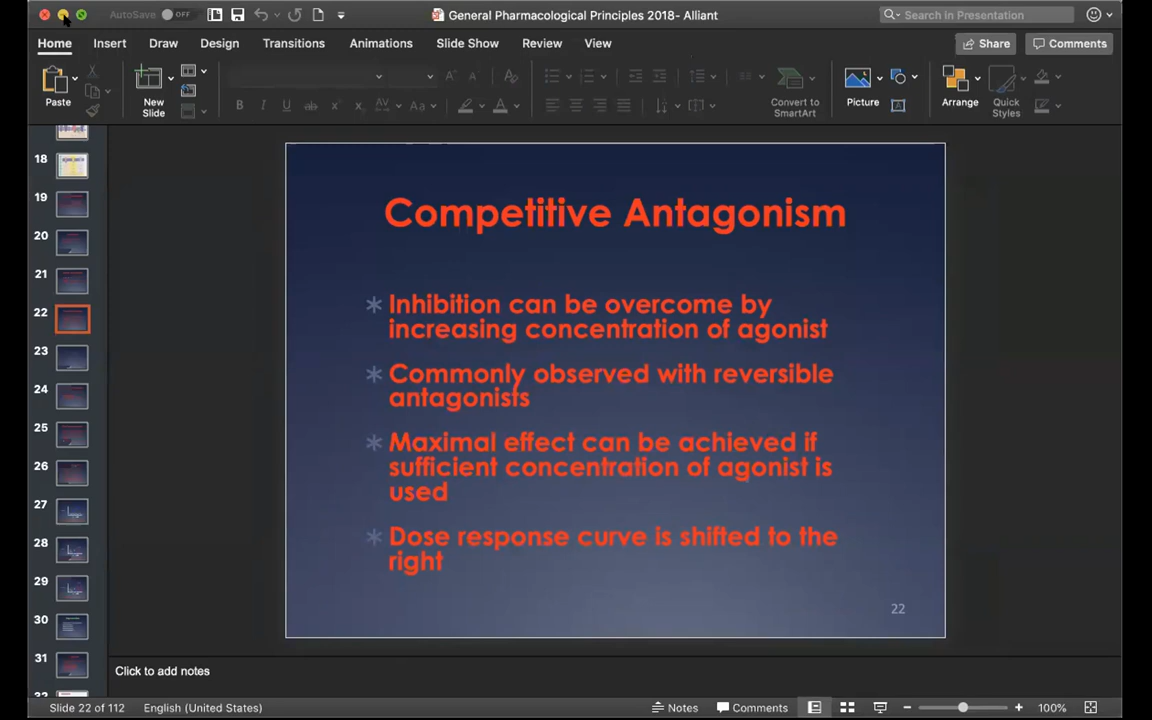 AutoSave OFF
General Pharmacological Principles 2018- Alliant
Search in Presentation
Home Insert Draw Design Transitions Animations Slide Show Review View
Share Comments
Paste
New
Slide
Convert to
SmartArt
Picture
Arrange
Quick
Styles
18
19
20
21
22
23
24
25
26
27
28
29
30
31
Competitive Antagonism
Inhibition can be overcome by
increasing concentration of agonist
Commonly observed with reversible
antagonists
Maximal effect can be achieved if
sufficient concentration of agonist is
used
Dose response curve is shifted to the
right
22
Click to add notes
Slide 22 of 112 English (United States) Notes Comments 100%